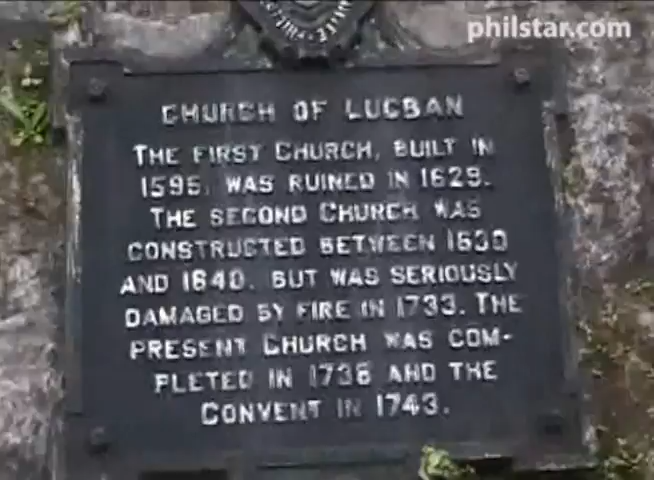 philstar.com
CHURCH OF LUCBAN
THE FIRST CHURCH, BUILT IN
1595, WAS RUINED IN 1629.
THE SECOND CHURCH WAS
CONSTRUCTED BETWEEN 1630
AND 1640, BUT WAS SERIOUSLY
DAMAGED BY FIRE IN 1733. THE
PRESENT CHURCH WAS COM-
PLETED IN 1738 AND THE
CONVENT IN 1743.